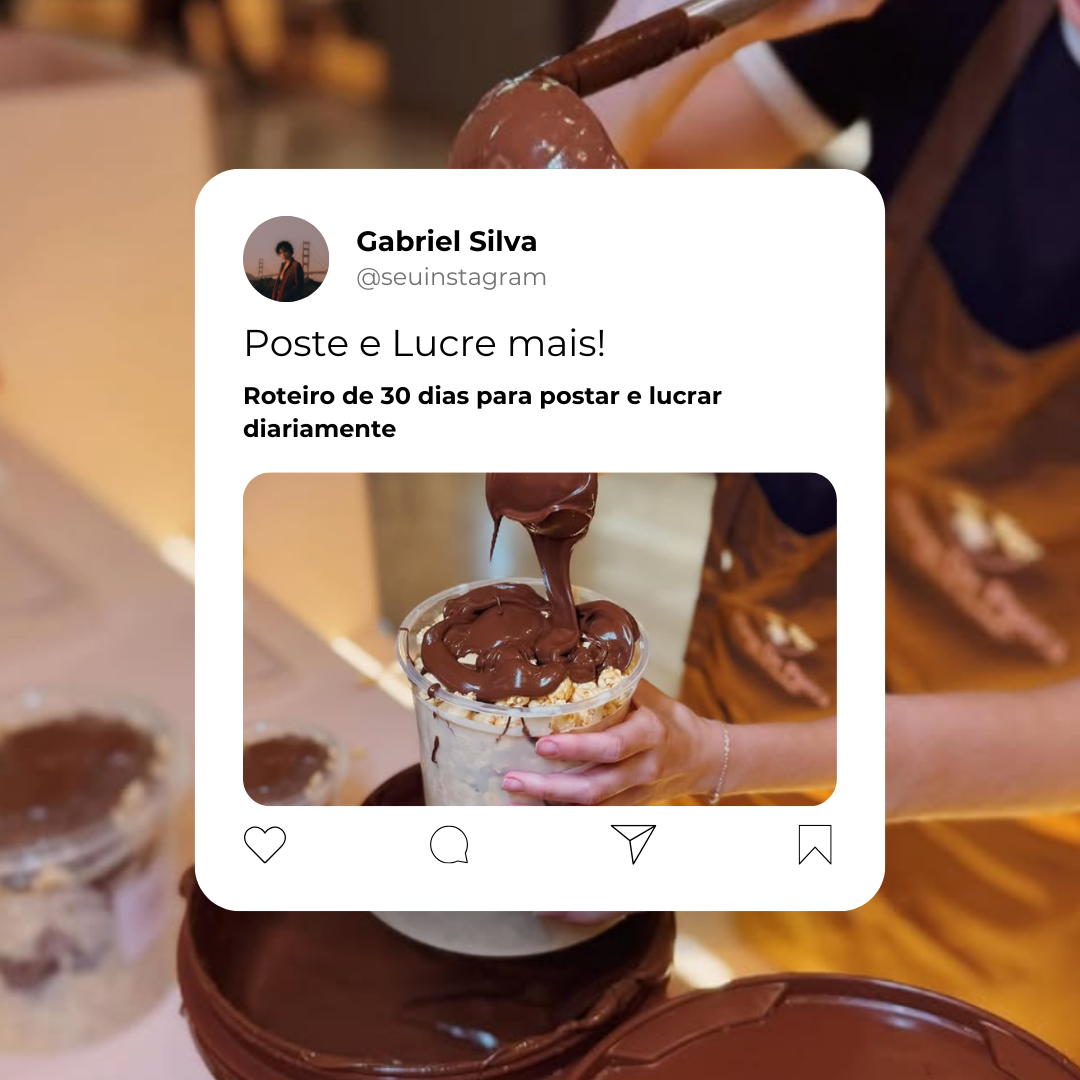 Gabriel Silva
@seuinstagram
Poste e Lucre mais!
Roteiro de 30 dias para postar e lucrar
diariamente